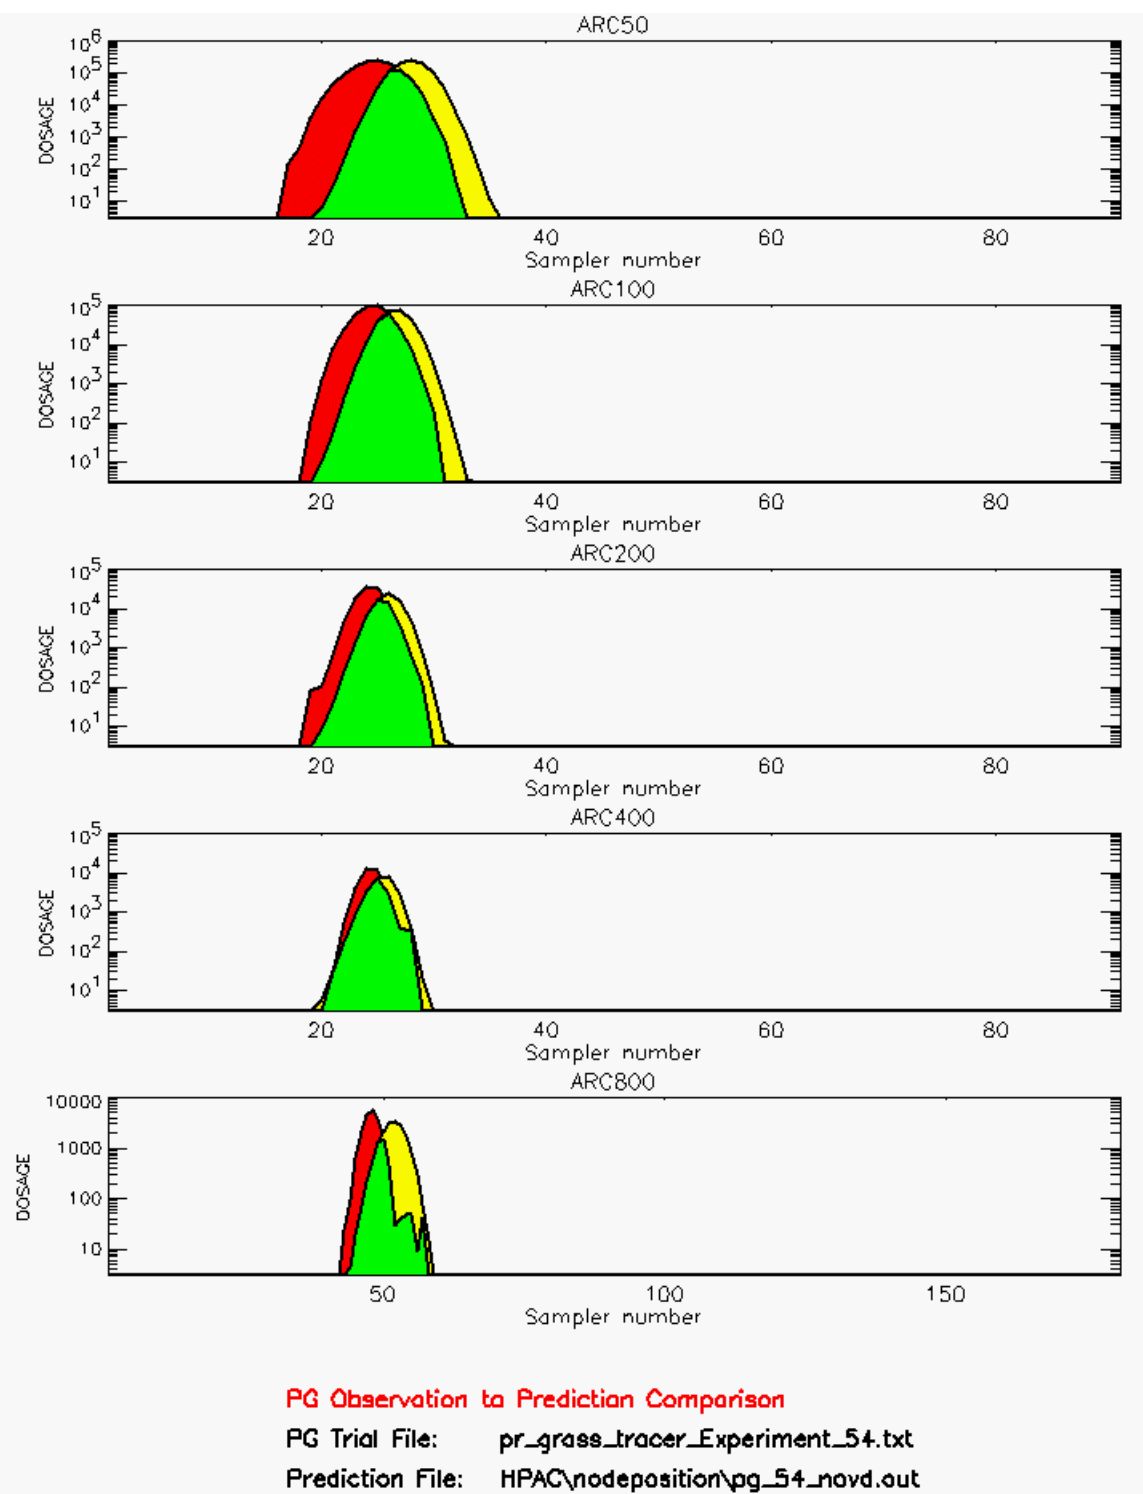 ARC50
10^6
10^5
10^4
10^3
10^2
10^1
DOSAGE
20 40 60 80
Sampler number
ARC100
10^5
10^4
10^3
10^2
10^1
DOSAGE
20 40 60 80
Sampler number
ARC200
10^5
10^4
10^3
10^2
10^1
DOSAGE
20 40 60 80
Sampler number
ARC400
10^5
10^4
10^3
10^2
10^1
DOSAGE
20 40 60 80
Sampler number
ARC800
10000
1000
100
10
DOSAGE
50 100 150
Sampler number
PG Observation to Prediction Comparison
PG Trial File: pr_grass_tracer_Experiment_54.txt
Prediction File: HPAC\nodeposition\pg_54_novd.out